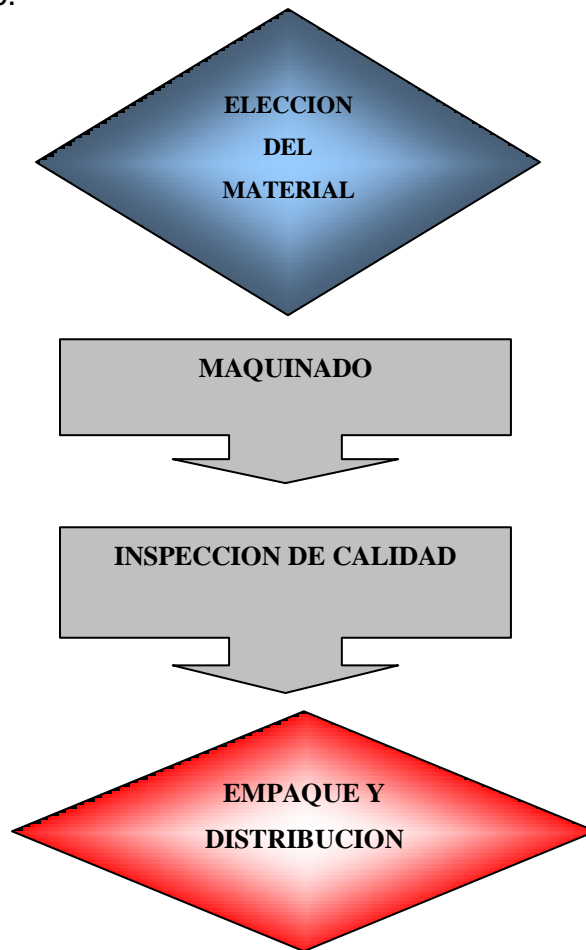 ELECCION
DEL
MATERIAL
MAQUINADO
INSPECCION DE CALIDAD
EMPAQUE Y
DISTRIBUCION